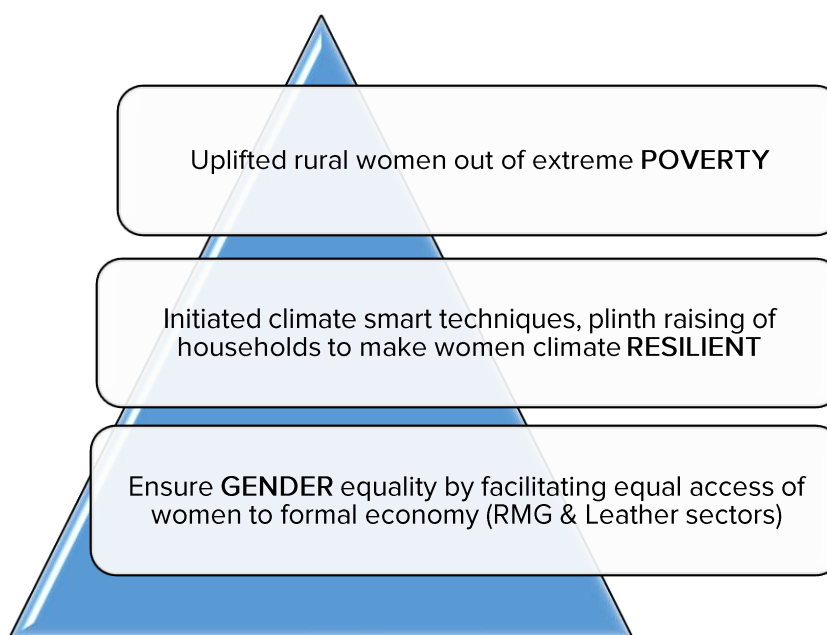 Uplifted rural women out of extreme POVERTY
Initiated climate smart techniques, plinth raising of
households to make women climate RESILIENT
Ensure GENDER equality by facilitating equal access of
women to formal economy (RMG & Leather sectors)